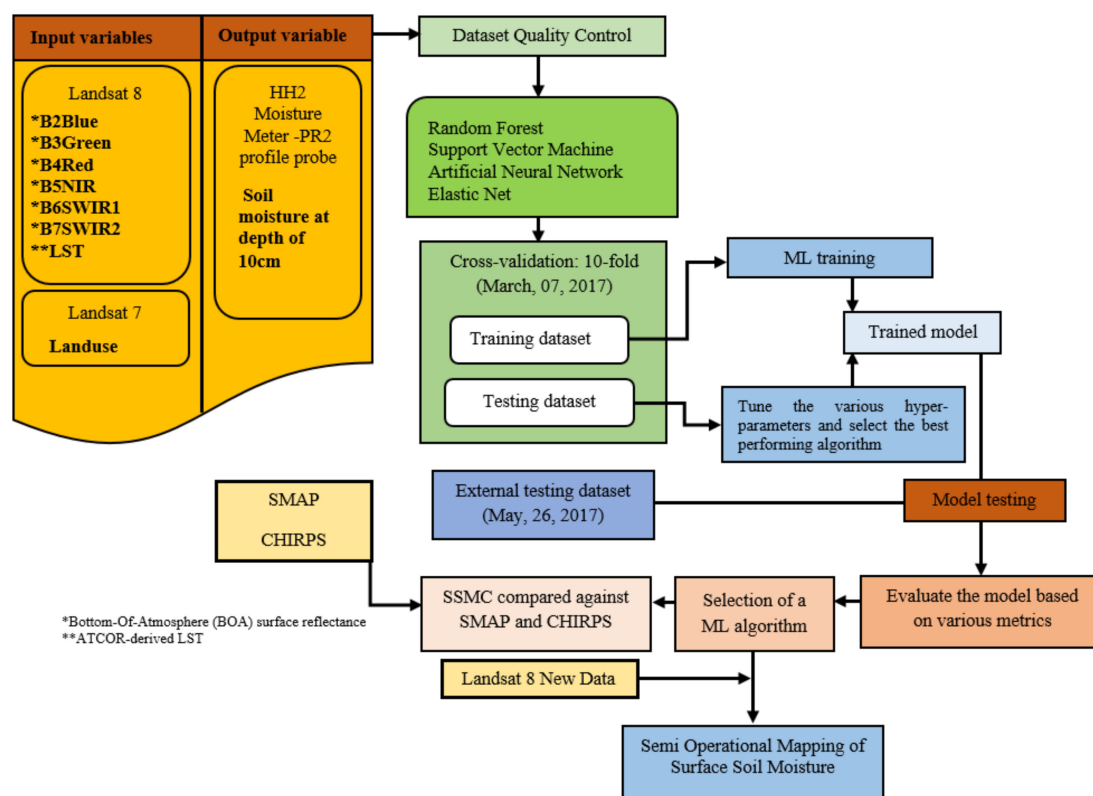 Input variables
Output variable
Dataset Quality Control
Landsat 8
*B2Blue
*B3Green
*B4Red
*B5NIR
*B6SWIR1
*B7SWIR2
**LST
Landsat 7
Landuse
HH2
Moisture
Meter -PR2
profile probe
Soil
moisture at
depth of
10cm
Random Forest
Support Vector Machine
Artificial Neural Network
Elastic Net
Cross-validation: 10-fold
(March, 07, 2017)
Training dataset
Testing dataset
ML training
Trained model
Tune the various hyper-
parameters and select the best
performing algorithm
External testing dataset
(May, 26, 2017)
Model testing
SMAP
CHIRPS
SSMC compared against
SMAP and CHIRPS
Selection of a
ML algorithm
Evaluate the model based
on various metrics
*Bottom-Of-Atmosphere (BOA) surface reflectance
**ATCOR-derived LST
Landsat 8 New Data
Semi Operational Mapping of
Surface Soil Moisture